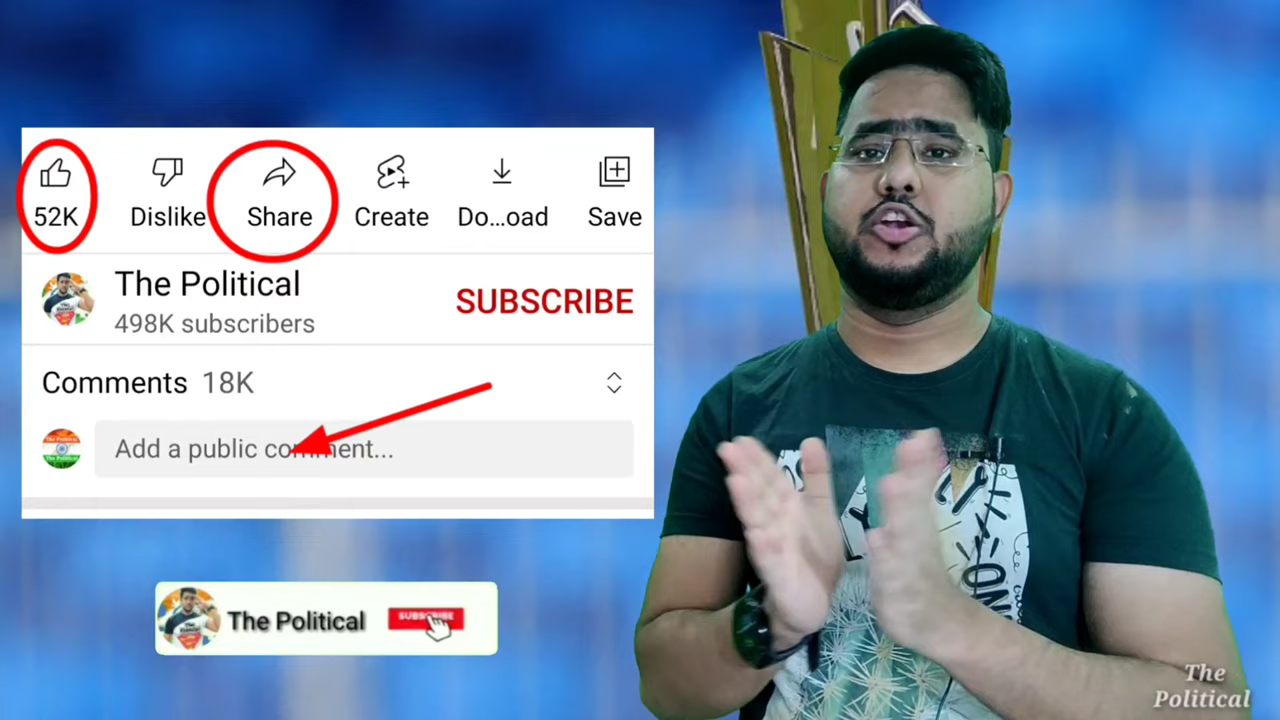 52K
Dislike
Share
Create
Do...oad
Save
The Political
498K subscribers
SUBSCRIBE
Comments 18K
Add a public comment...
The Political
SUBSCRIBE
The
Political